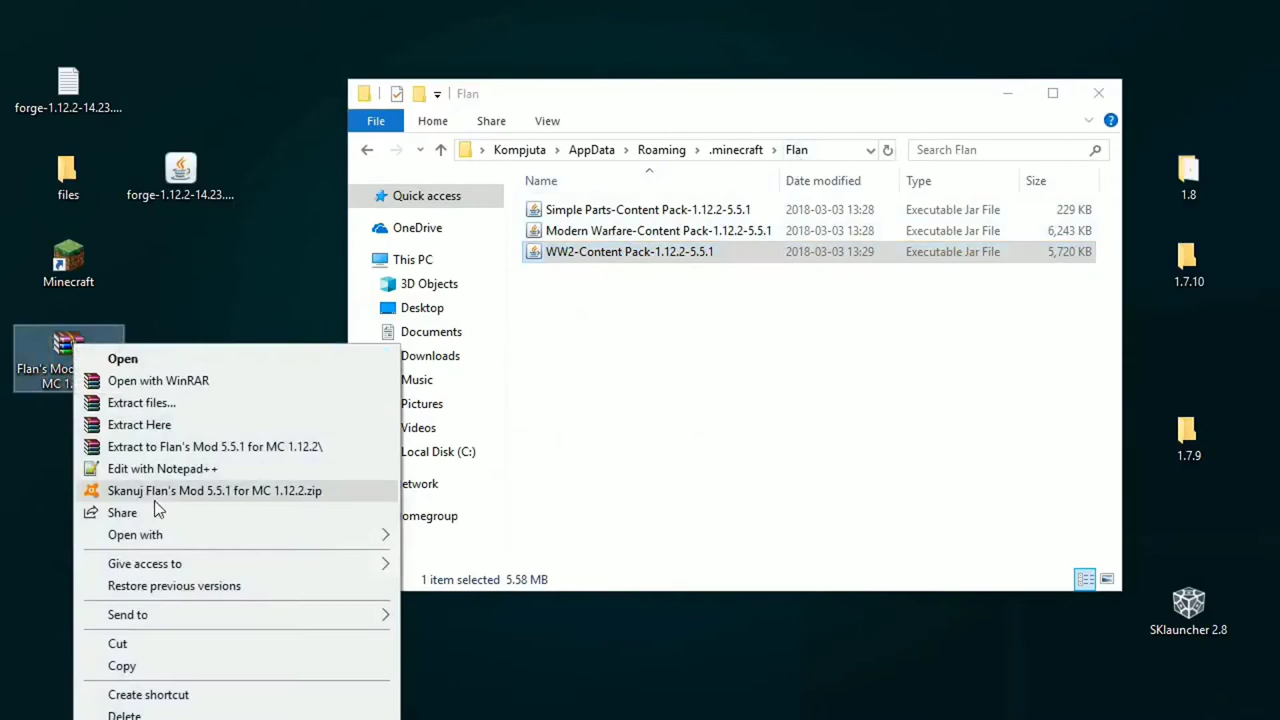 forge-1.12.2-14.23....
files
forge-1.12.2-14.23....
Minecraft
Flan's Mod
MC 1.
Open
Open with WinRAR
Extract files...
Extract Here
Extract to Flan's Mod 5.5.1 for MC 1.12.2\
Edit with Notepad++
Skanuj Flan's Mod 5.5.1 for MC 1.12.2.zip
Share
Open with
Give access to
Restore previous versions
Send to
Cut
Copy
Create shortcut
Delete
Flan
File Home Share View
Kompjuta AppData Roaming .minecraft Flan
Search Flan
Quick access
OneDrive
This PC
3D Objects
Desktop
Documents
Downloads
Music
Pictures
Videos
Local Disk (C:)
etwork
omegroup
Name Date modified Type Size
Simple Parts-Content Pack-1.12.2-5.5.1 2018-03-03 13:28 Executable Jar File 229 KB
Modern Warfare-Content Pack-1.12.2-5.5.1 2018-03-03 13:28 Executable Jar File 6,243 KB
WW2-Content Pack-1.12.2-5.5.1 2018-03-03 13:29 Executable Jar File 5,720 KB
1 item selected 5.58 MB
1.8
1.7.10
1.7.9
SKlauncher 2.8